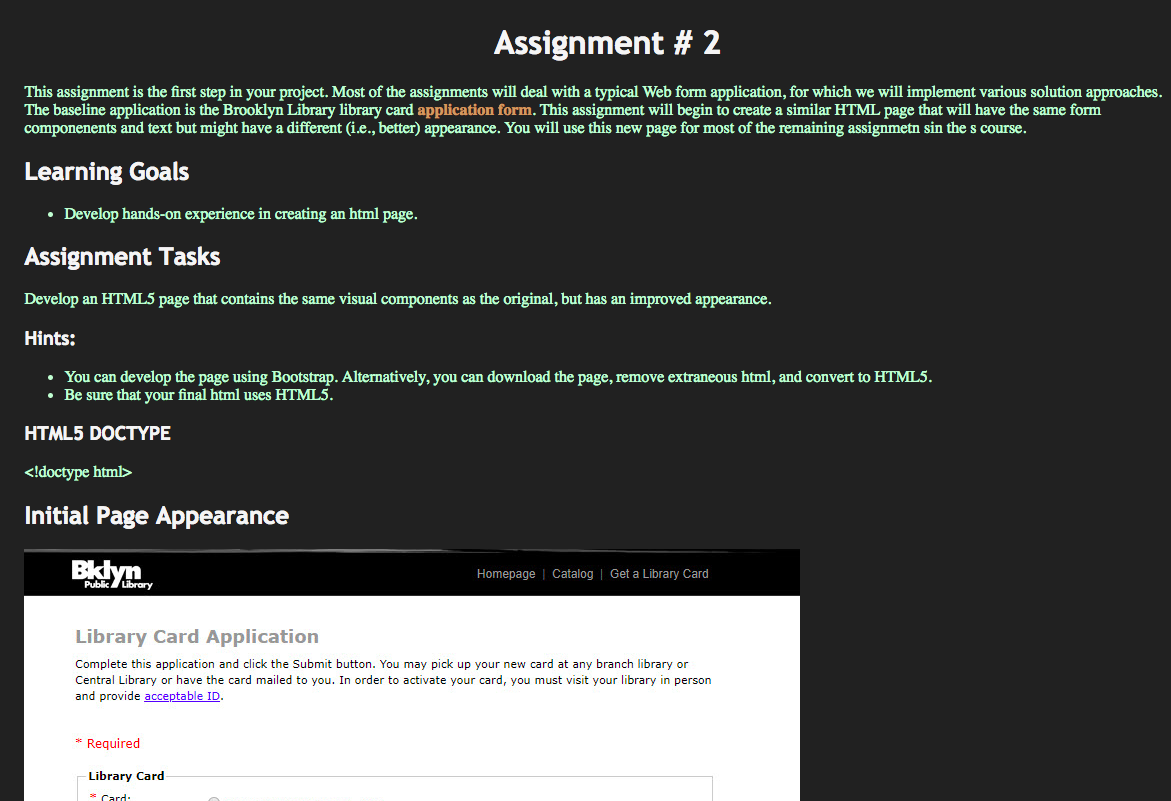 Assignment # 2
This assignment is the first step in your project. Most of the assignments will deal with a typical Web form application, for which we will implement various solution approaches.
The baseline application is the Brooklyn Library library card application form. This assignment will begin to create a similar HTML page that will have the same form
componenents and text but might have a different (i.e., better) appearance. You will use this new page for most of the remaining assignmetn sin the s course.
Learning Goals
• Develop hands-on experience in creating an html page.
Assignment Tasks
Develop an HTML5 page that contains the same visual components as the original, but has an improved appearance.
Hints:
• You can develop the page using Bootstrap. Alternatively, you can download the page, remove extraneous html, and convert to HTML5.
• Be sure that your final html uses HTML5.
HTML5 DOCTYPE
<!doctype html>
Initial Page Appearance
Bklyn
Public Library
Homepage | Catalog | Get a Library Card
Library Card Application
Complete this application and click the Submit button. You may pick up your new card at any branch library or
Central Library or have the card mailed to you. In order to activate your card, you must visit your library in person
and provide acceptable ID.
* Required
Library Card
* Card: